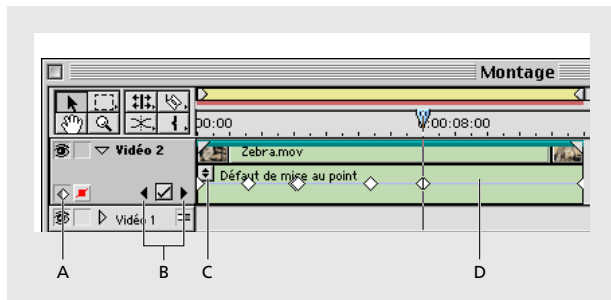 Montage
00:00
0:00:08:00
Vidéo 2
Zebra.mov
Défaut de mise au point
Vidéo 1
A B C D